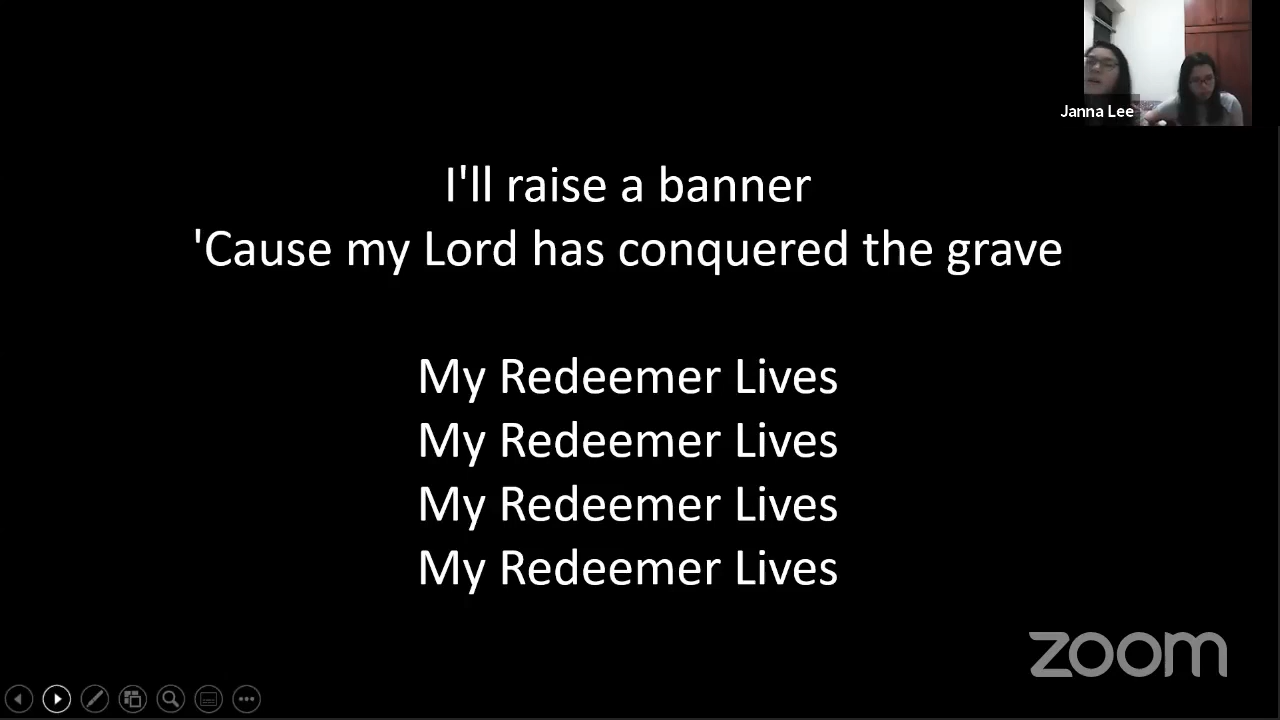 Janna Lee
I'll raise a banner
'Cause my Lord has conquered the grave
My Redeemer Lives
My Redeemer Lives
My Redeemer Lives
My Redeemer Lives
zoom